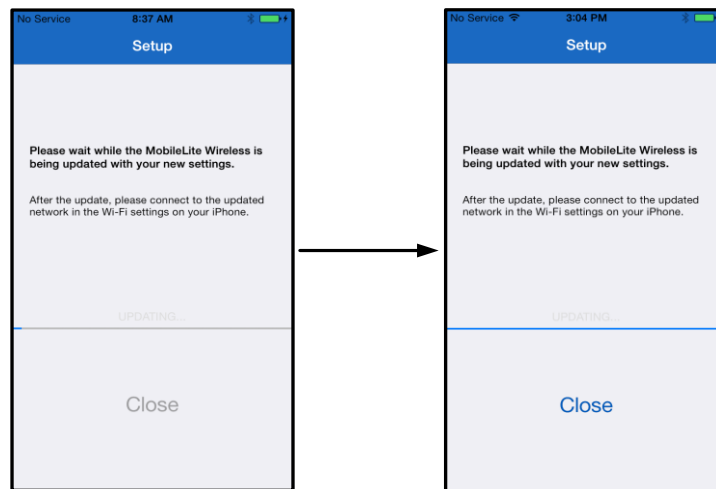 No Service 8:37 AM
Setup
Please wait while the MobileLite Wireless is
being updated with your new settings.
After the update, please connect to the updated
network in the Wi-Fi settings on your iPhone.
UPDATING...
Close
No Service 3:04 PM
Setup
Please wait while the MobileLite Wireless is
being updated with your new settings.
After the update, please connect to the updated
network in the Wi-Fi settings on your iPhone.
UPDATING...
Close